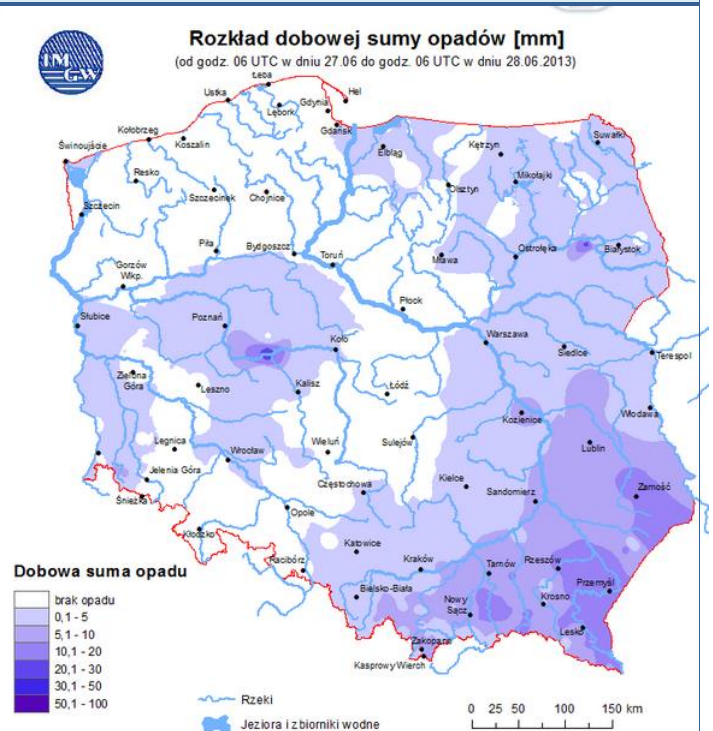 IM
GW
Rozkład dobowej sumy opadów [mm]
(od godz. 06 UTC w dniu 27.06 do godz. 06 UTC w dniu 28.06.2013)
Łeba
Ustka
Hel
Lębork
Gdynia
Gdańsk
Kołobrzeg
Koszalin
Świnoujście
Elbląg
Kętrzyn
Suwałki
Resko
Szczecinek
Chojnice
Olsztyn
Mikołajki
Szczecin
Piła
Bydgoszcz
Toruń
Mława
Ostrołęka
Białystok
Gorzów
Wlkp.
Płock
Słubice
Poznań
Koło
Warszawa
Siedlce
Terespol
Zielona
Góra
Leszno
Kalisz
Łódź
Kozienice
Włodawa
Legnica
Wrocław
Wieluń
Sulejów
Lublin
Jelenia Góra
Śnieżka
Częstochowa
Kielce
Sandomierz
Zamość
Opole
Kłodzko
Racibórz
Katowice
Kraków
Tarnów
Rzeszów
Przemyśl
Bielsko-Biała
Nowy
Sącz
Krosno
Lesko
Zakopane
Kasprowy Wierch
Dobowa suma opadu
brak opadu
0,1 - 5
5,1 - 10
10,1 - 20
20,1 - 30
30,1 - 50
50,1 - 100
Rzeki
Jeziora i zbiorniki wodne
0 25 50 100 150 km